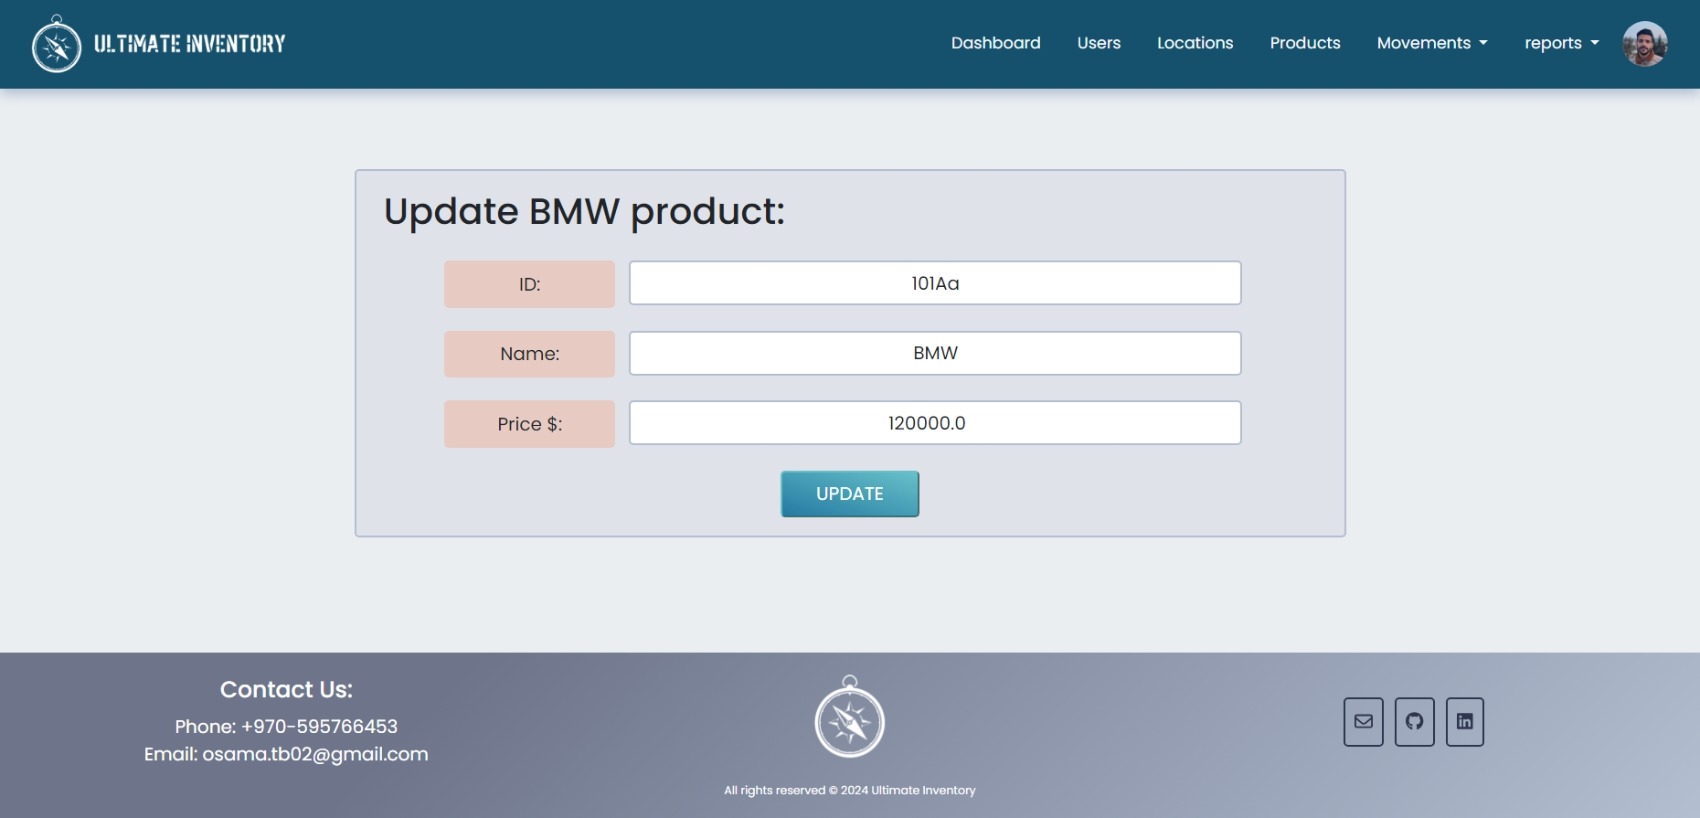 ULTIMATE INVENTORY
Dashboard Users Locations Products Movements reports
Update BMW product:
ID: 101Aa
Name: BMW
Price $: 120000.0
UPDATE
Contact Us:
Phone: +970-595766453
Email: osama.tb02@gmail.com
All rights reserved © 2024 Ultimate Inventory